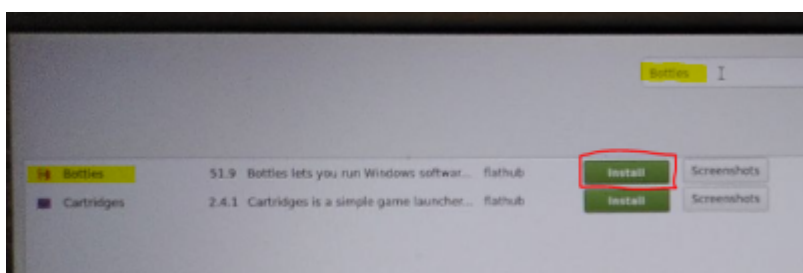 Bottles
Bottles 51.9 Bottles lets you run Windows softwar... flathub Install Screenshots
Cartridges 2.4.1 Cartridges is a simple game launcher... flathub Install Screenshots